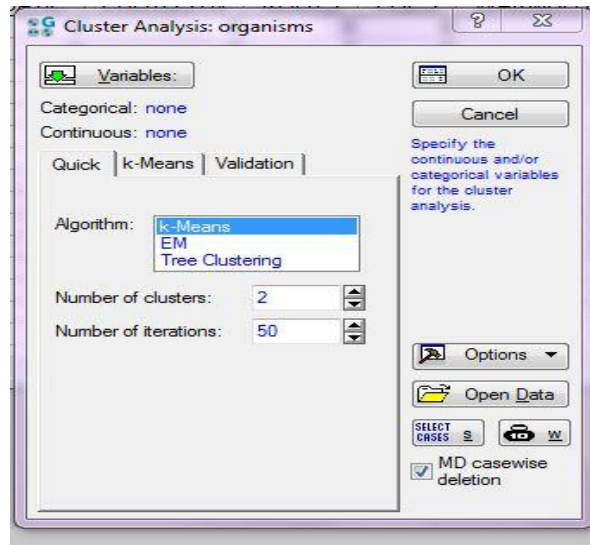 Cluster Analysis: organisms
Variables:
Categorical: none
Continuous: none
Quick
k-Means
Validation
Algorithm:
k-Means
EM
Tree Clustering
Number of clusters: 2
Number of iterations: 50
OK
Cancel
Specify the
continuous and/or
categorical variables
for the cluster
analysis.
Options
Open Data
SELECT
CASES S
W
MD casewise
deletion